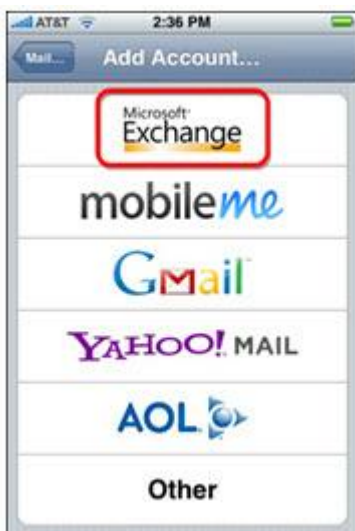 AT&T 2:36 PM
Mail... Add Account...
Microsoft
Exchange
mobileme
GMail
YAHOO! MAIL
AOL
Other